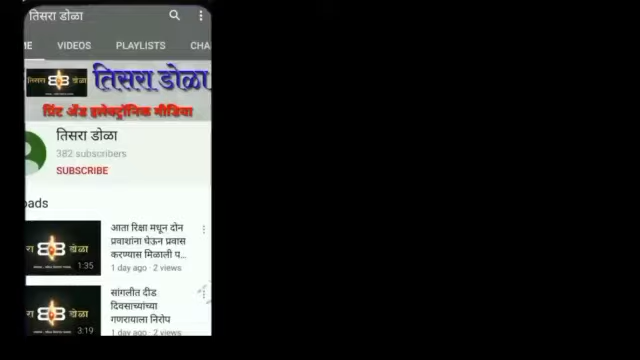 तिसरा डोळा
ME VIDEOS PLAYLISTS CHA
तिसरा डोळा
तिसरा डोळा
प्रिंट अँड इलेक्ट्रॉनिक मीडिया
तिसरा डोळा
382 subscribers
SUBSCRIBE
oads
आता रिक्षा मधून दोन
प्रवाशांना घेऊन प्रवास
करण्यास मिळाली प...
1 day ago · 2 views
रा डोळा
1:35
सांगलीत दीड
दिवसाच्यांच्या
गणरायाला निरोप
1 day ago · 2 views
रा डोळा
3:19